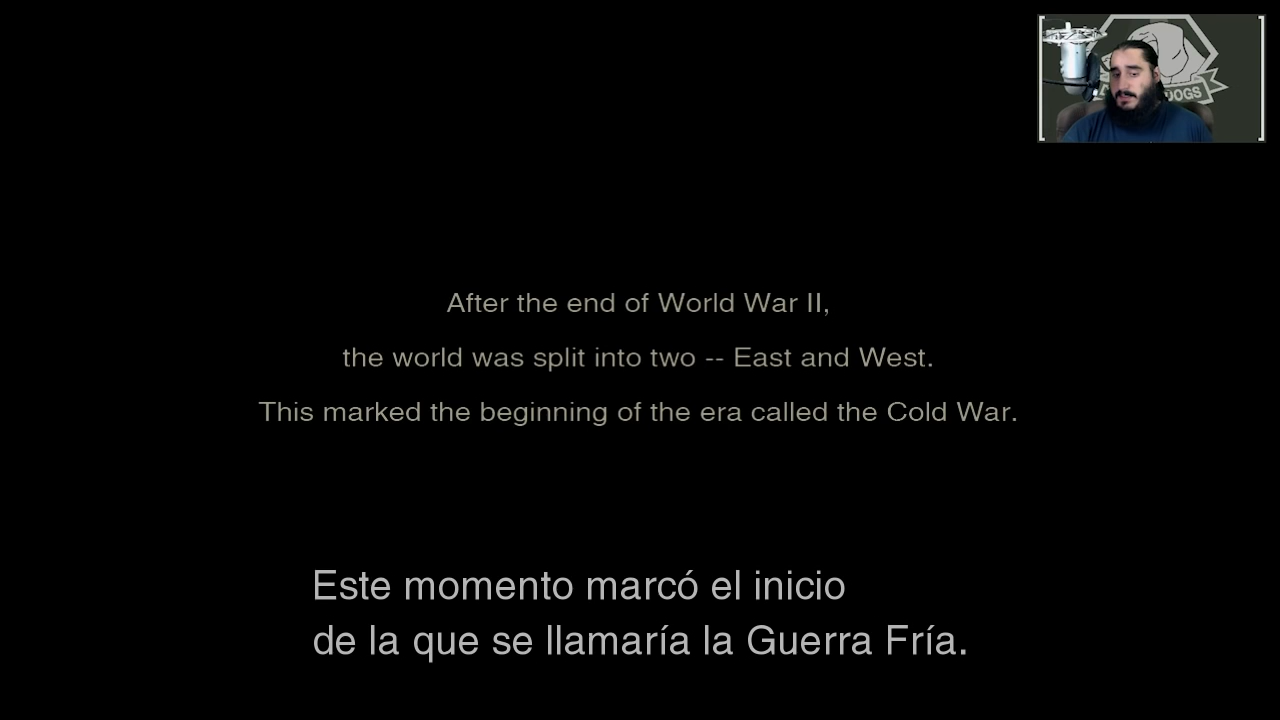 DOGS
After the end of World War II,
the world was split into two -- East and West.
This marked the beginning of the era called the Cold War.
Este momento marcó el inicio
de la que se llamaría la Guerra Fría.